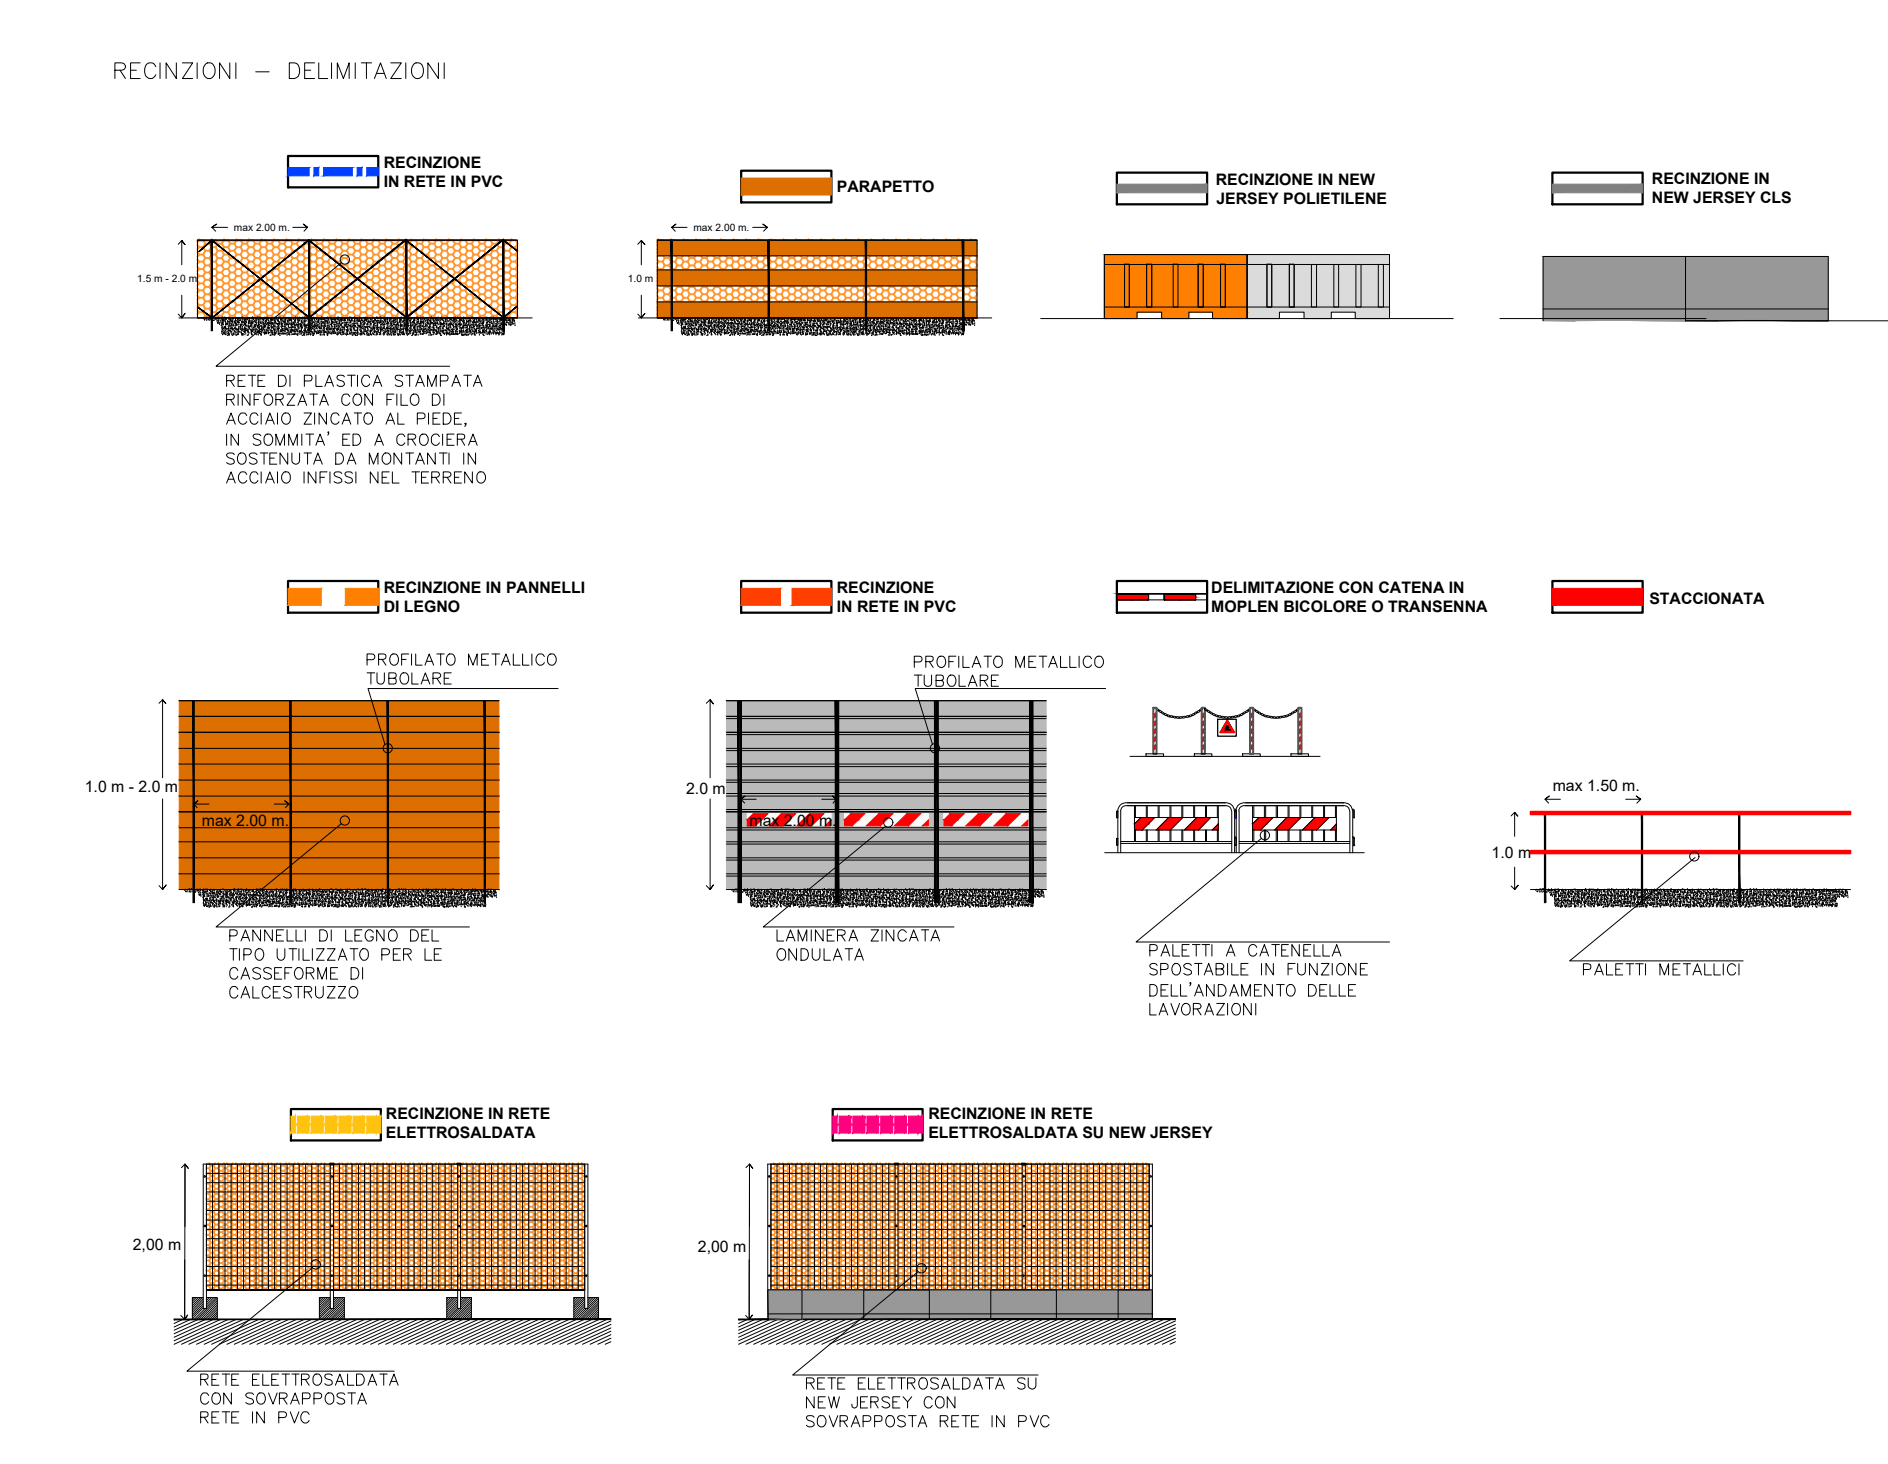 RECINZIONI – DELIMITAZIONI
RECINZIONE
IN RETE IN PVC
max 2.00 m.
1.5 m - 2.0 m
RETE DI PLASTICA STAMPATA
RINFORZATA CON FILO DI
ACCIAIO ZINCATO AL PIEDE,
IN SOMMITA' ED A CROCIERA
SOSTENUTA DA MONTANTI IN
ACCIAIO INFISSI NEL TERRENO
PARAPETTO
max 2.00 m.
1.0 m
RECINZIONE IN NEW
JERSEY POLIETILENE
RECINZIONE IN
NEW JERSEY CLS
RECINZIONE IN PANNELLI
DI LEGNO
PROFILATO METALLICO
TUBOLARE
1.0 m - 2.0 m
max 2.00 m.
PANNELLI DI LEGNO DEL
TIPO UTILIZZATO PER LE
CASSEFORME DI
CALCESTRUZZO
RECINZIONE
IN RETE IN PVC
PROFILATO METALLICO
TUBOLARE
2.0 m
max 2.00 m.
LAMINERA ZINCATA
ONDULATA
DELIMITAZIONE CON CATENA IN
MOPLEN BICOLORE O TRANSENNA
PALETTI A CATENELLA
SPOSTABILE IN FUNZIONE
DELL'ANDAMENTO DELLE
LAVORAZIONI
STACCIONATA
max 1.50 m.
1.0 m
PALETTI METALLICI
RECINZIONE IN RETE
ELETTROSALDATA
2,00 m
RETE ELETTROSALDATA
CON SOVRAPPOSTA
RETE IN PVC
RECINZIONE IN RETE
ELETTROSALDATA SU NEW JERSEY
2,00 m
RETE ELETTROSALDATA SU
NEW JERSEY CON
SOVRAPPOSTA RETE IN PVC